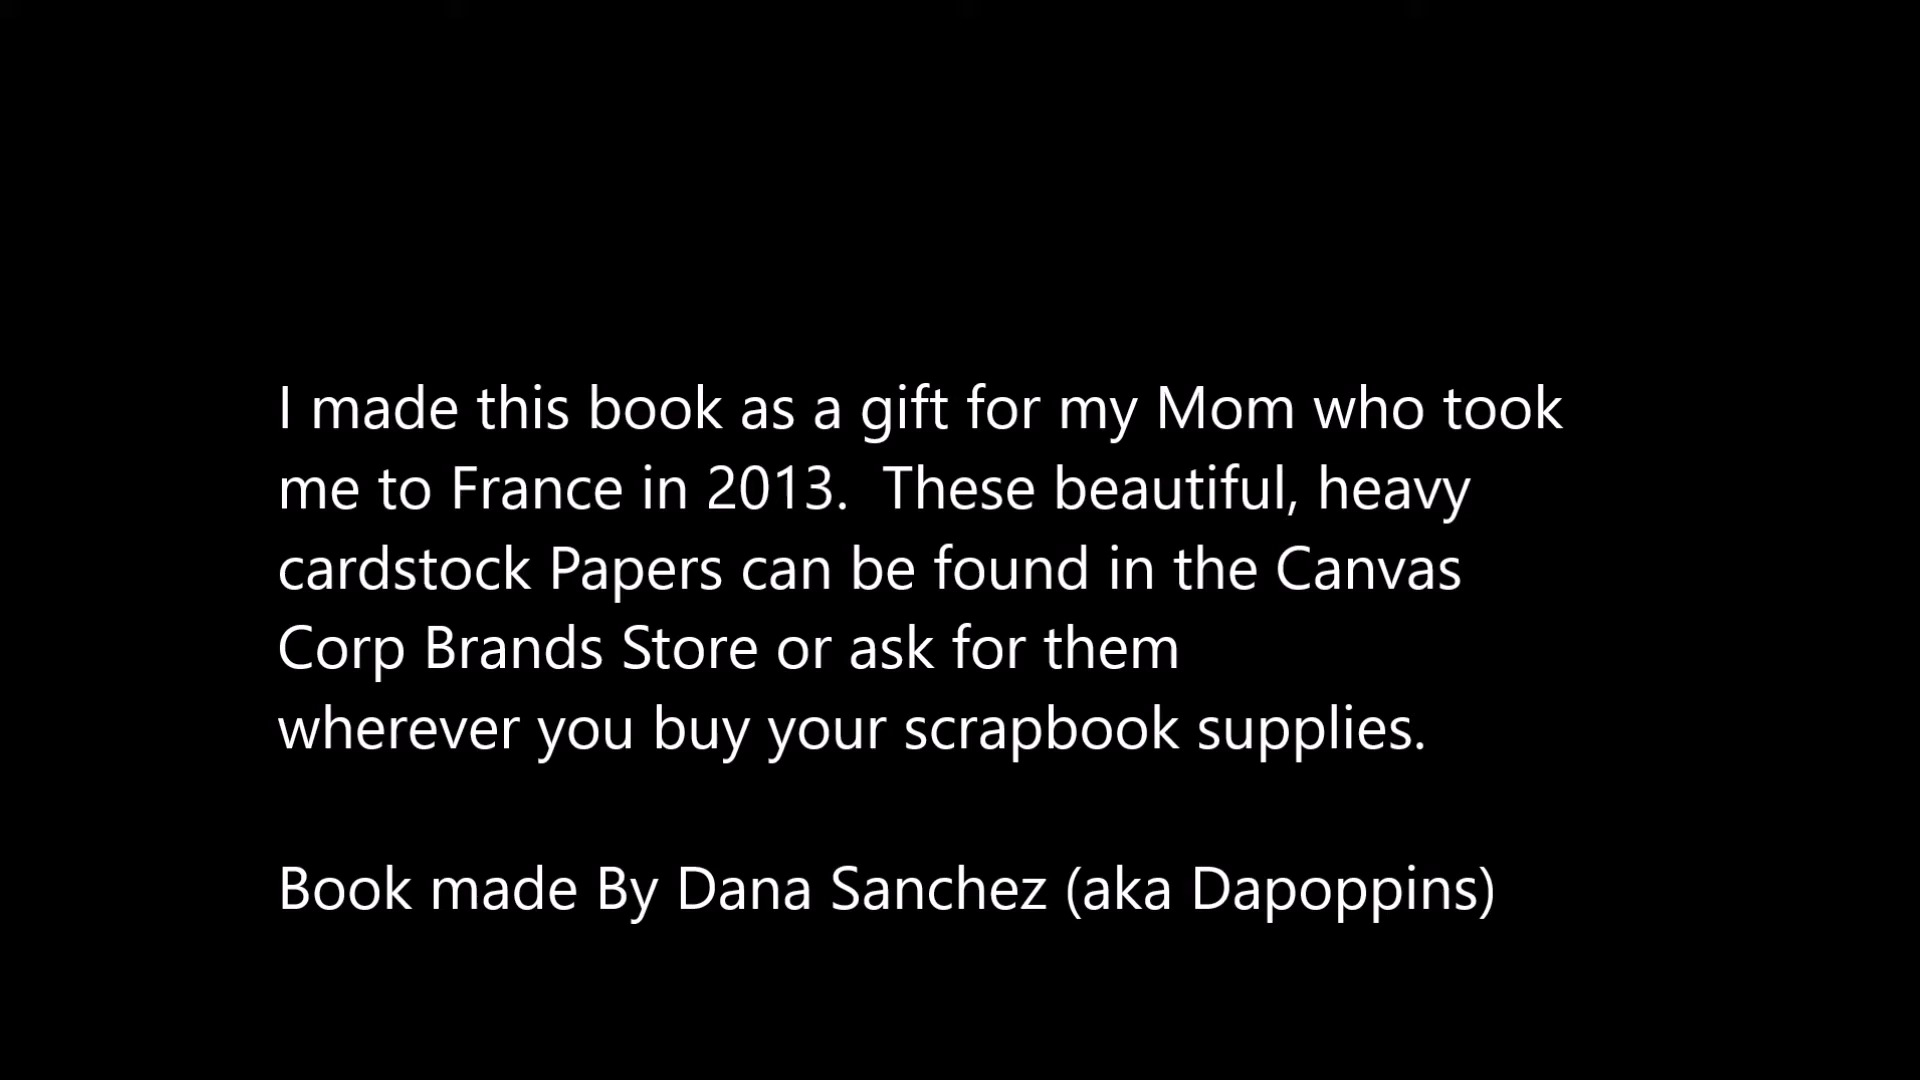 I made this book as a gift for my Mom who took
me to France in 2013.  These beautiful, heavy
cardstock Papers can be found in the Canvas
Corp Brands Store or ask for them
wherever you buy your scrapbook supplies.
Book made By Dana Sanchez (aka Dapoppins)